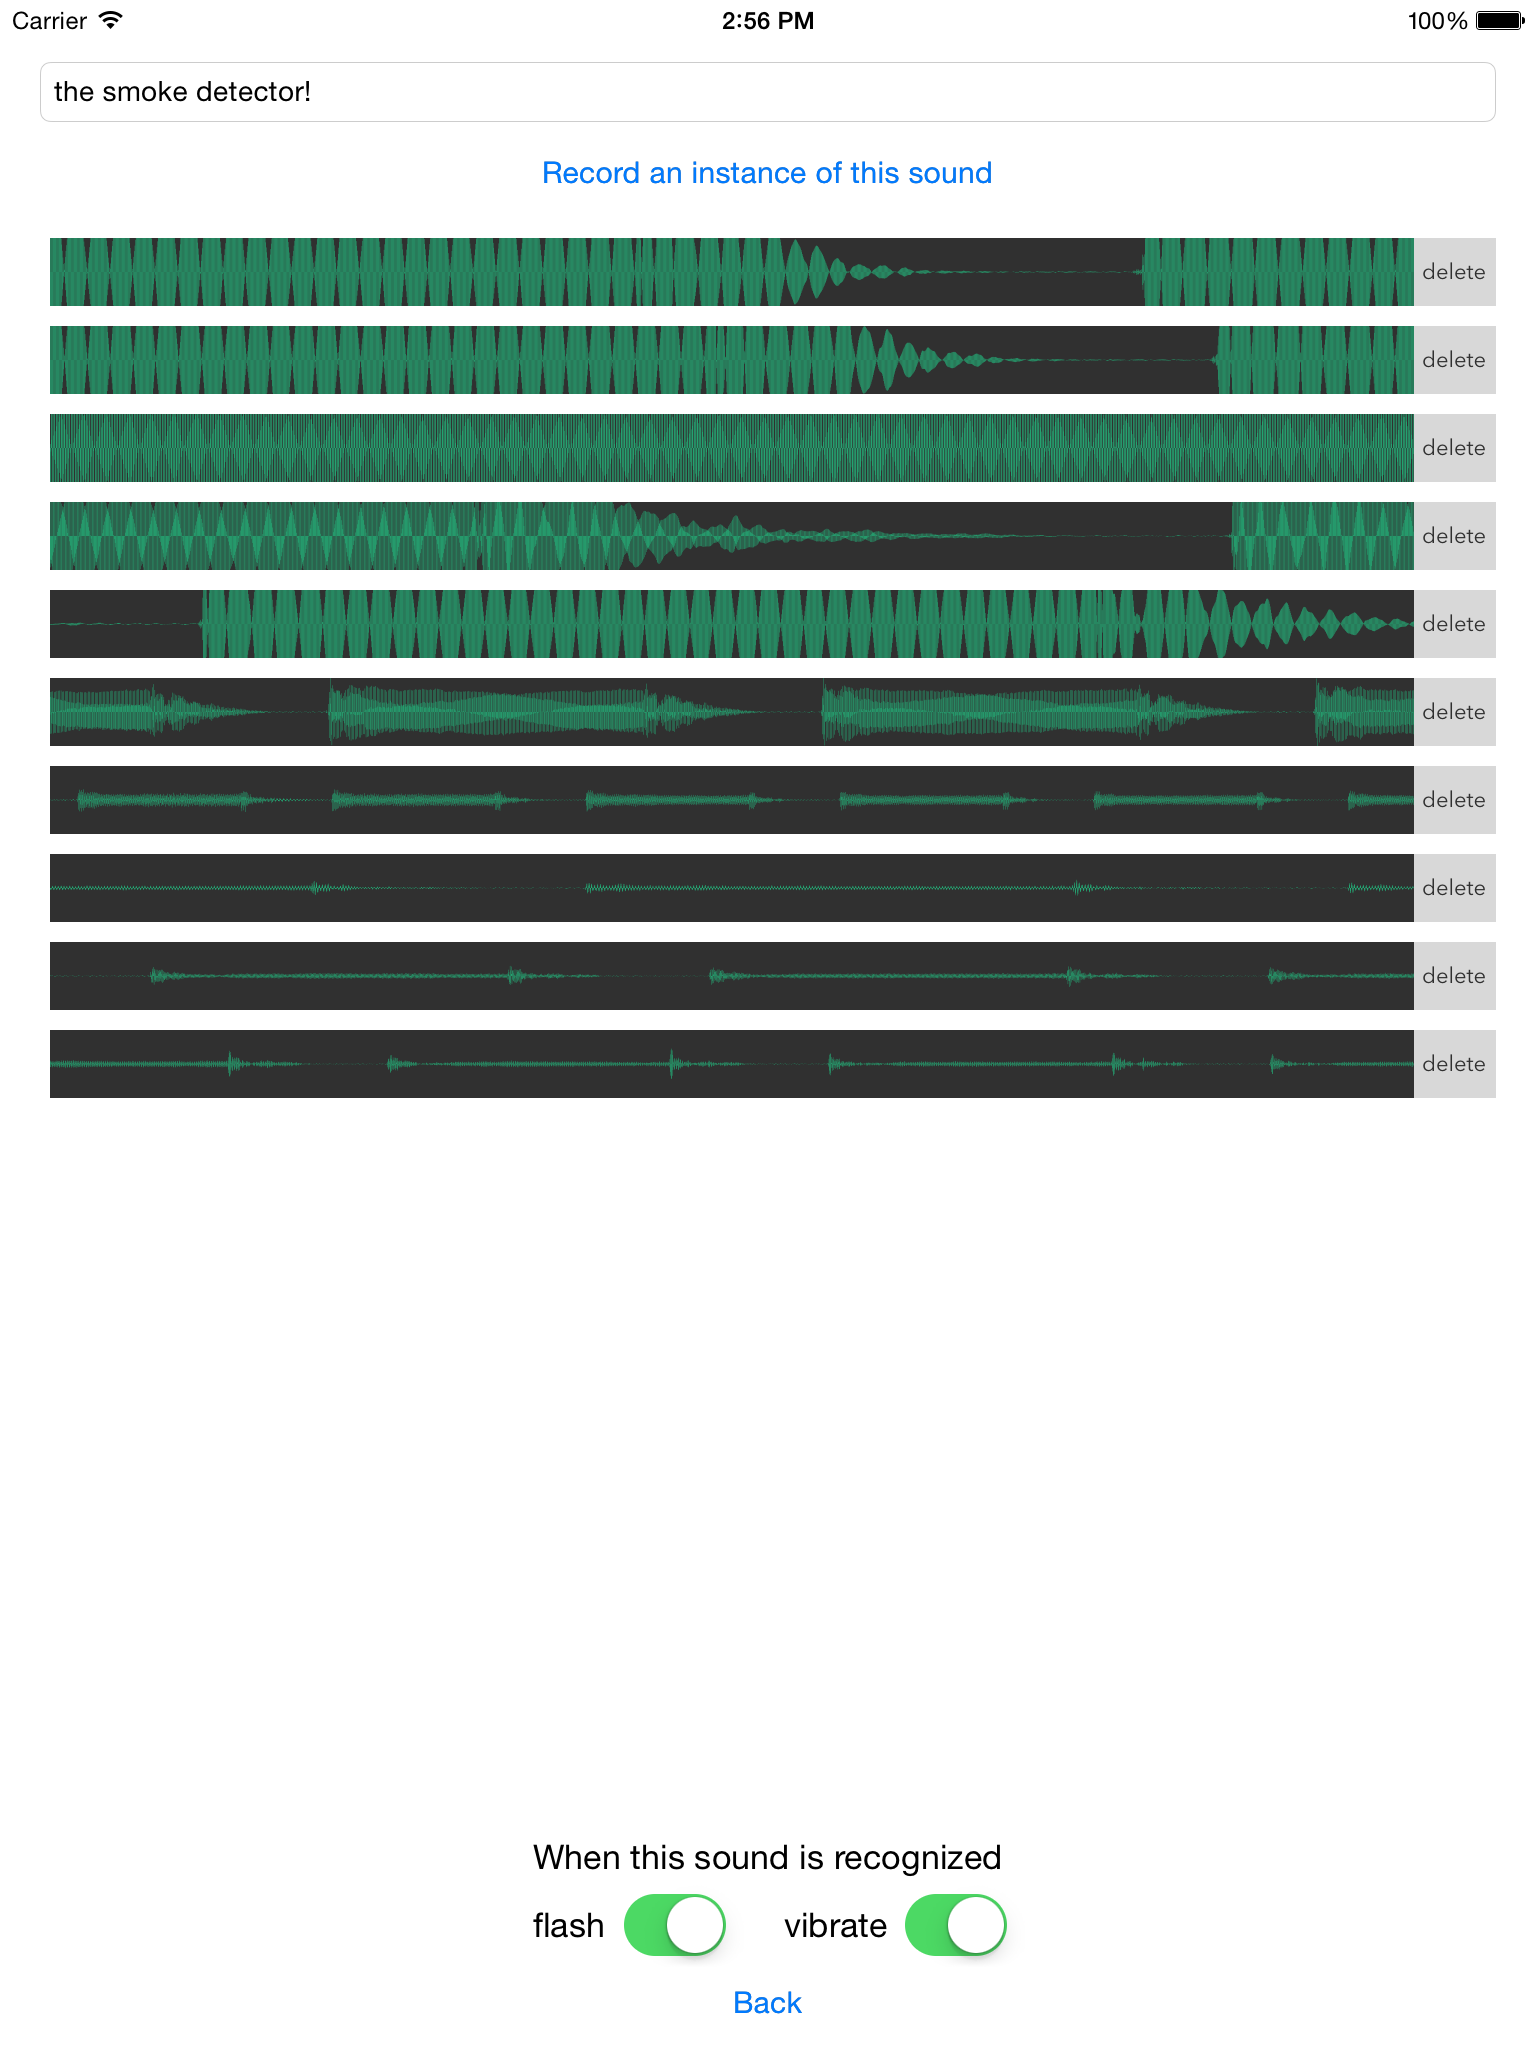 Carrier 2:56 PM 100%
the smoke detector!
Record an instance of this sound
delete
delete
delete
delete
delete
delete
delete
delete
delete
delete
When this sound is recognized
flash vibrate
Back